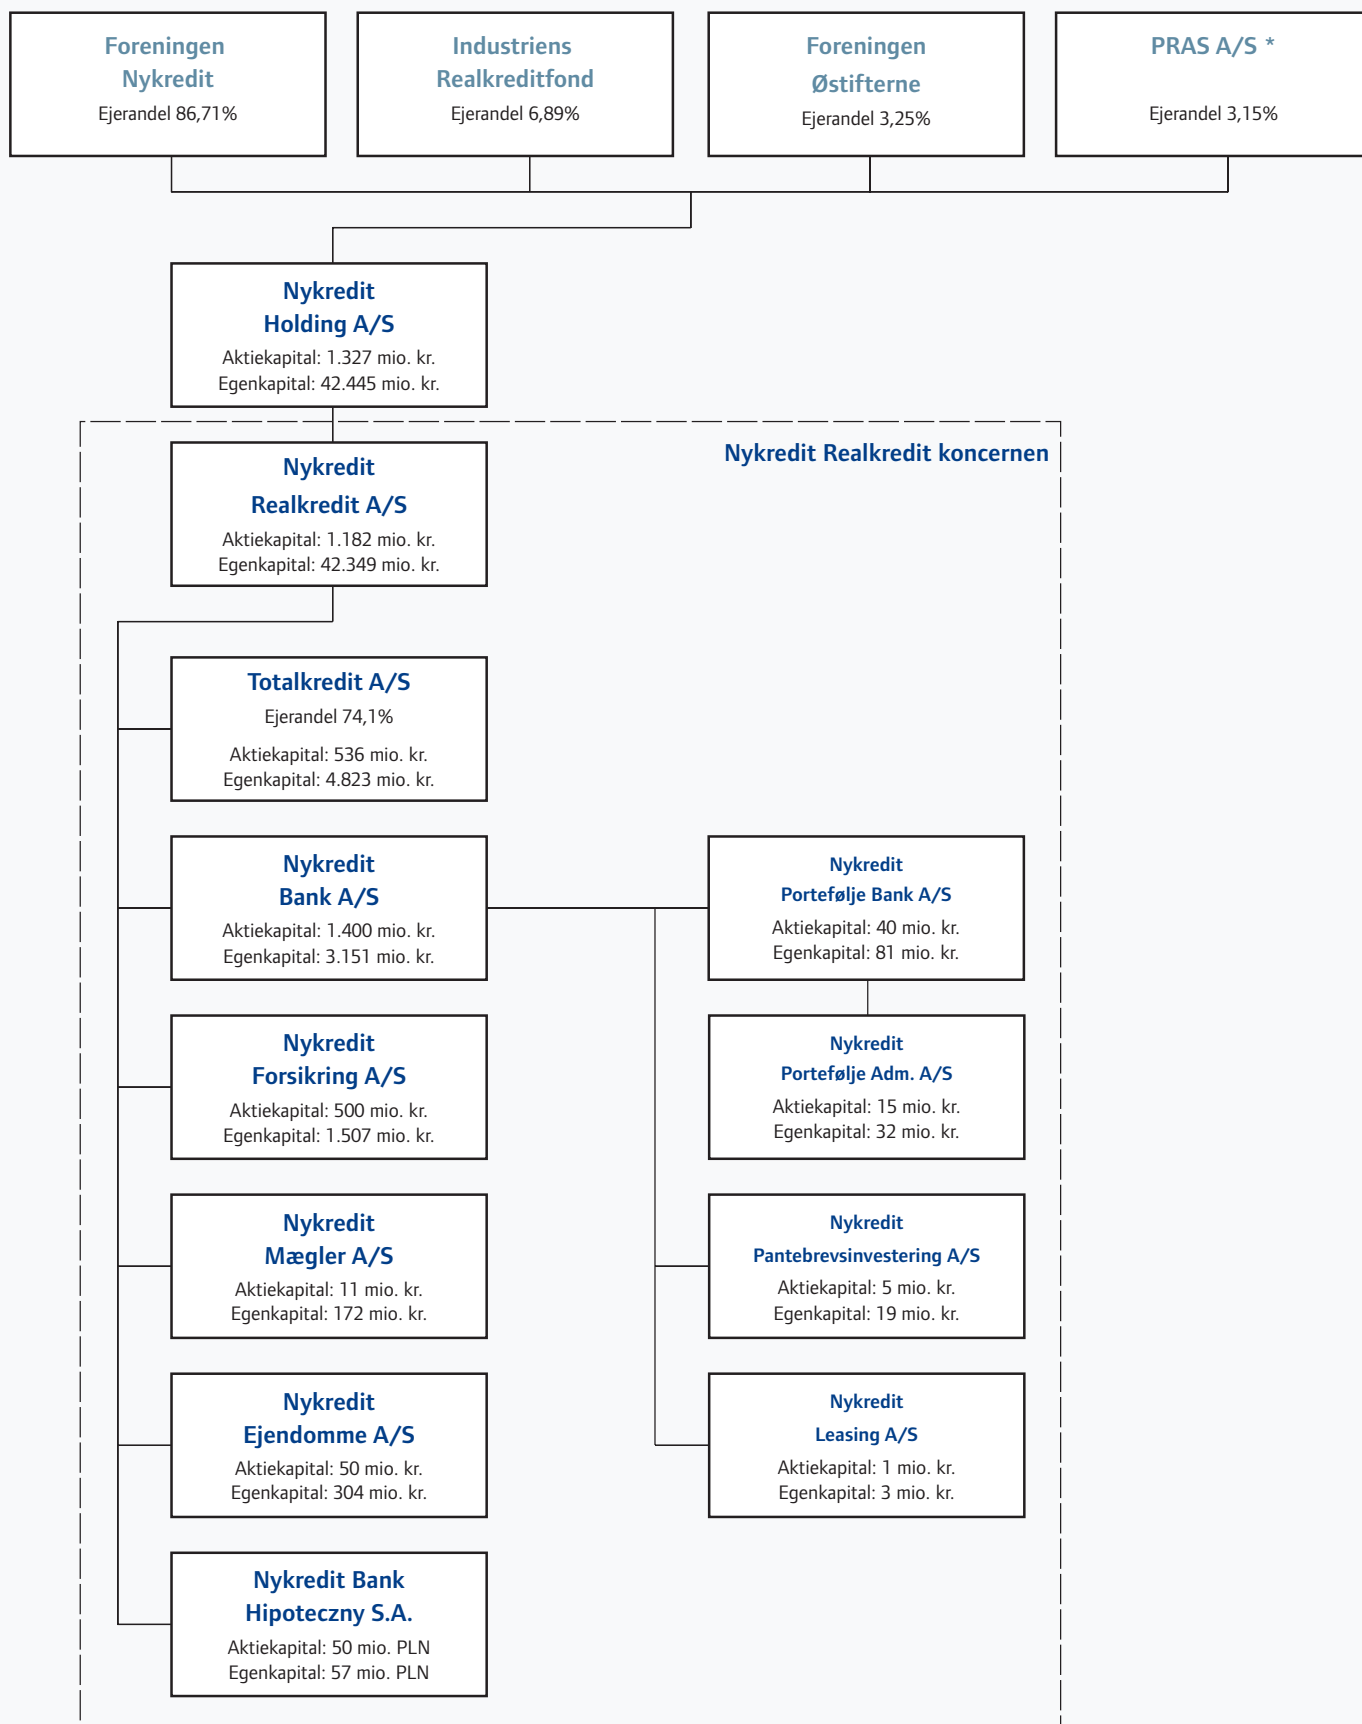 Foreningen
Nykredit
Ejerandel 86,71%
Industriens
Realkreditfond
Ejerandel 6,89%
Foreningen
Østifterne
Ejerandel 3,25%
PRAS A/S *
Ejerandel 3,15%
Nykredit
Holding A/S
Aktiekapital: 1.327 mio. kr.
Egenkapital: 42.445 mio. kr.
Nykredit Realkredit koncernen
Nykredit
Realkredit A/S
Aktiekapital: 1.182 mio. kr.
Egenkapital: 42.349 mio. kr.
Totalkredit A/S
Ejerandel 74,1%
Aktiekapital: 536 mio. kr.
Egenkapital: 4.823 mio. kr.
Nykredit
Bank A/S
Aktiekapital: 1.400 mio. kr.
Egenkapital: 3.151 mio. kr.
Nykredit
Portefølje Bank A/S
Aktiekapital: 40 mio. kr.
Egenkapital: 81 mio. kr.
Nykredit
Forsikring A/S
Aktiekapital: 500 mio. kr.
Egenkapital: 1.507 mio. kr.
Nykredit
Portefølje Adm. A/S
Aktiekapital: 15 mio. kr.
Egenkapital: 32 mio. kr.
Nykredit
Mægler A/S
Aktiekapital: 11 mio. kr.
Egenkapital: 172 mio. kr.
Nykredit
Pantebrevsinvestering A/S
Aktiekapital: 5 mio. kr.
Egenkapital: 19 mio. kr.
Nykredit
Ejendomme A/S
Aktiekapital: 50 mio. kr.
Egenkapital: 304 mio. kr.
Nykredit
Leasing A/S
Aktiekapital: 1 mio. kr.
Egenkapital: 3 mio. kr.
Nykredit Bank
Hipoteczny S.A.
Aktiekapital: 50 mio. PLN
Egenkapital: 57 mio. PLN